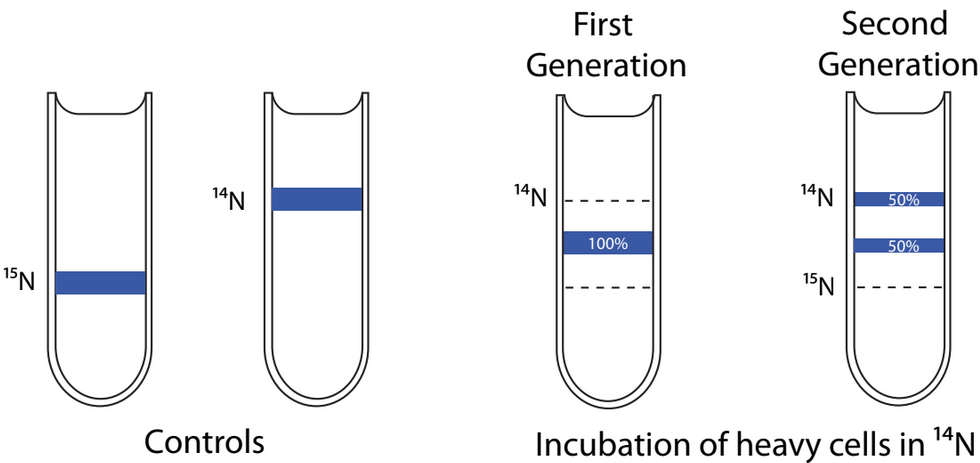 First
Generation
Second
Generation
¹⁴N
¹⁴N
¹⁴N
50%
100%
50%
¹⁵N
¹⁵N
Controls
Incubation of heavy cells in ¹⁴N